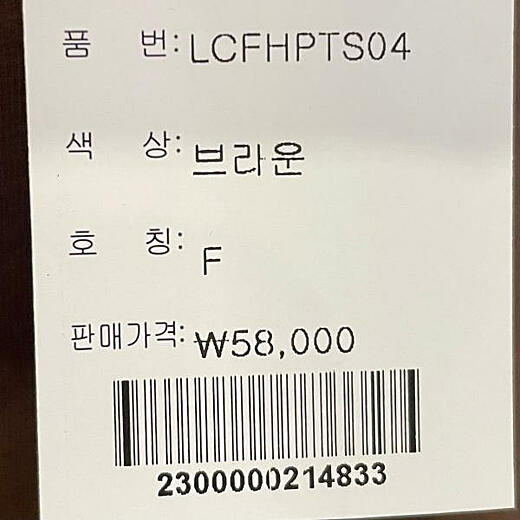 품 번: LCFHPTS04
색 상: 브라운
호 칭: F
판매가격: ₩58,000
2300000214833